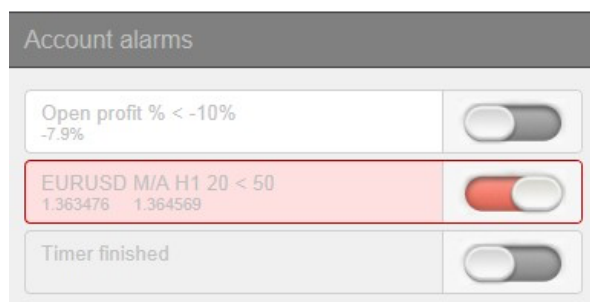 Account alarms
Open profit % < -10%
-7.9%
EURUSD M/A H1 20 < 50
1.363476 1.364569
Timer finished